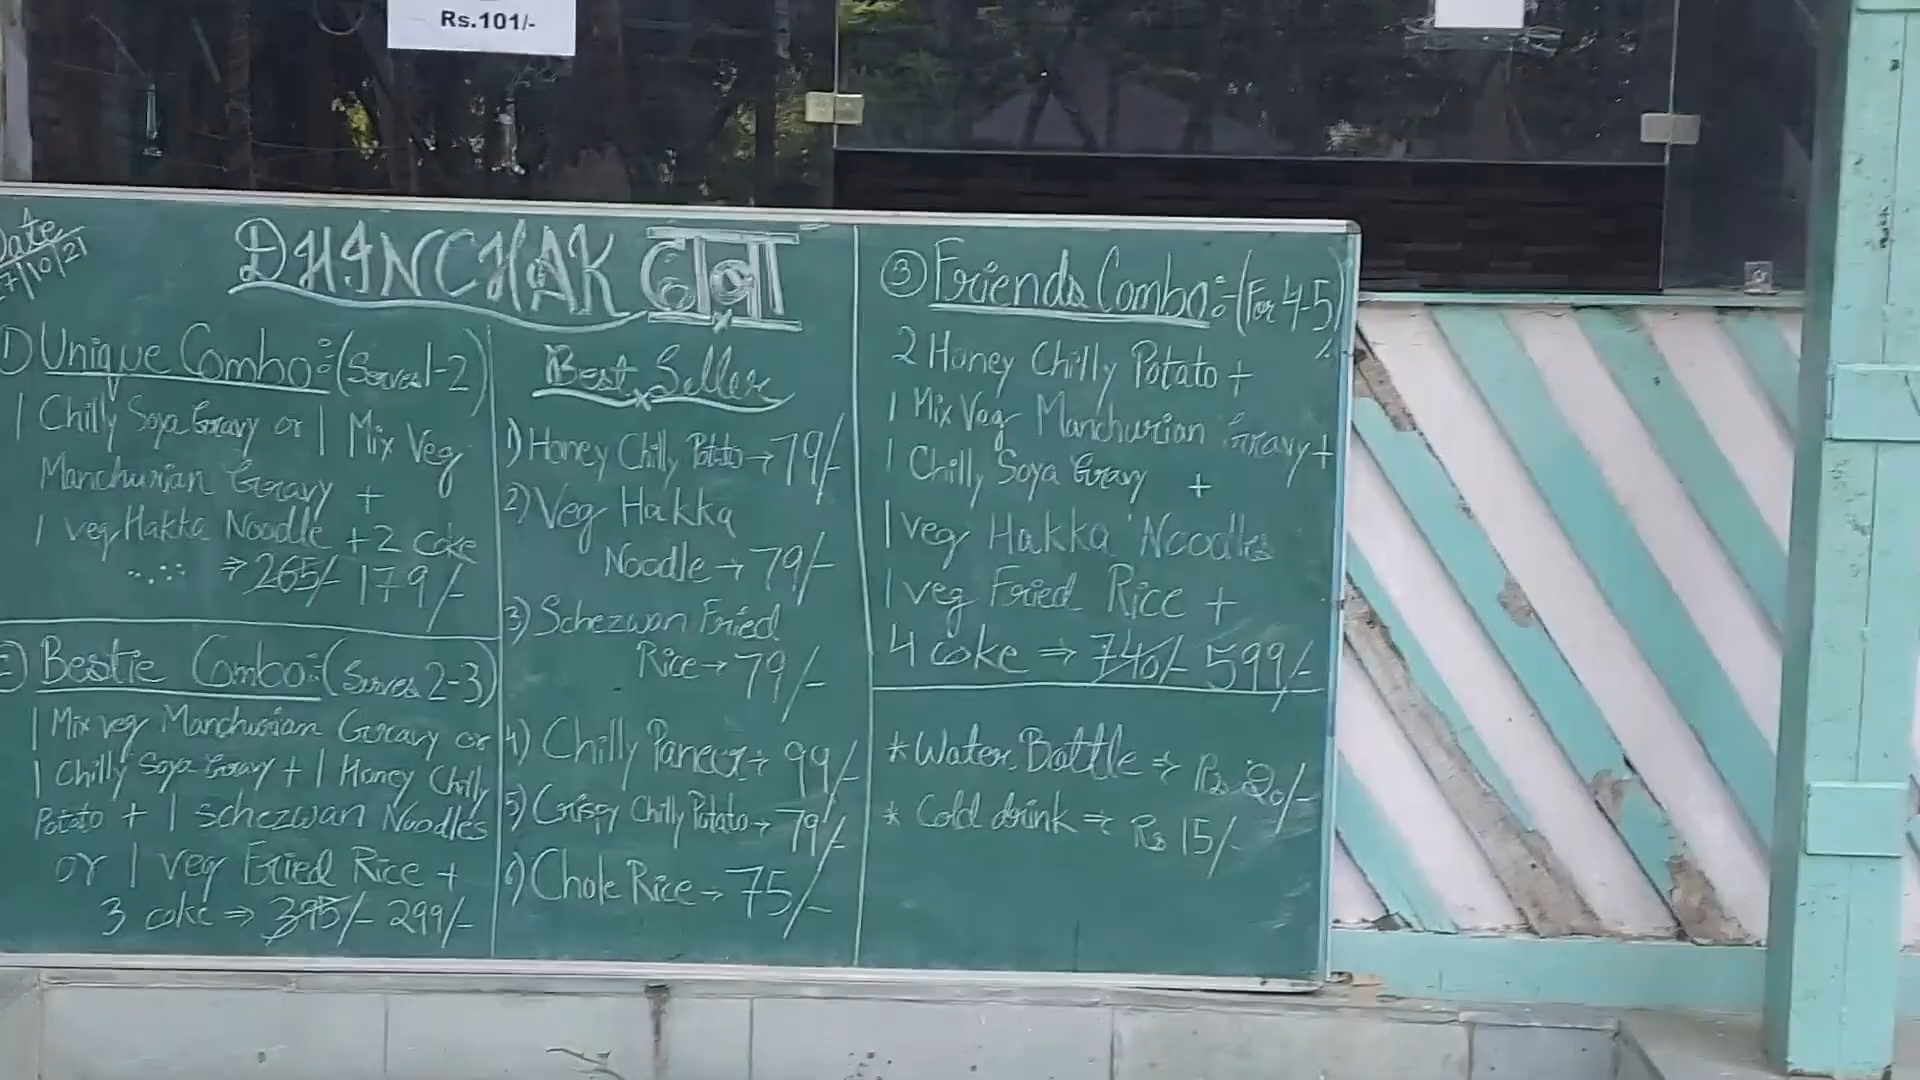 Rs.101/-
Date
7/10/21
DHINCHAK ढाबा
1) Unique Combo:- (Serves 1-2)
1 Chilly Soya Gravy or 1 Mix Veg
Manchurian Gravy +
1 veg Hakka Noodle + 2 coke
⇒ 265/- 179/-
2) Bestie Combo:- (Serves 2-3)
1 Mix veg Manchurian Gravy or
1 Chilly Soya Gravy + 1 Honey Chilly
Potato + 1 schezwan Noodles
or 1 veg Fried Rice +
3 coke ⇒ 395/- 299/-
Best Seller
1) Honey Chilly Potato → 79/-
2) Veg Hakka
Noodle → 79/-
3) Schezwan Fried
Rice → 79/-
4) Chilly Paneer → 99/-
5) Crispy Chilly Potato → 79/-
6) Chole Rice → 75/-
③ Friends Combo:- (For 4-5)
2 Honey Chilly Potato +
1 Mix Veg Manchurian Gravy +
1 Chilly Soya Gravy +
1 veg Hakka Noodles
1 veg Fried Rice +
4 coke ⇒ 740/- 599/-
* Water Bottle ⇒ Rs 20/-
* Cold drink ⇒ Rs 15/-